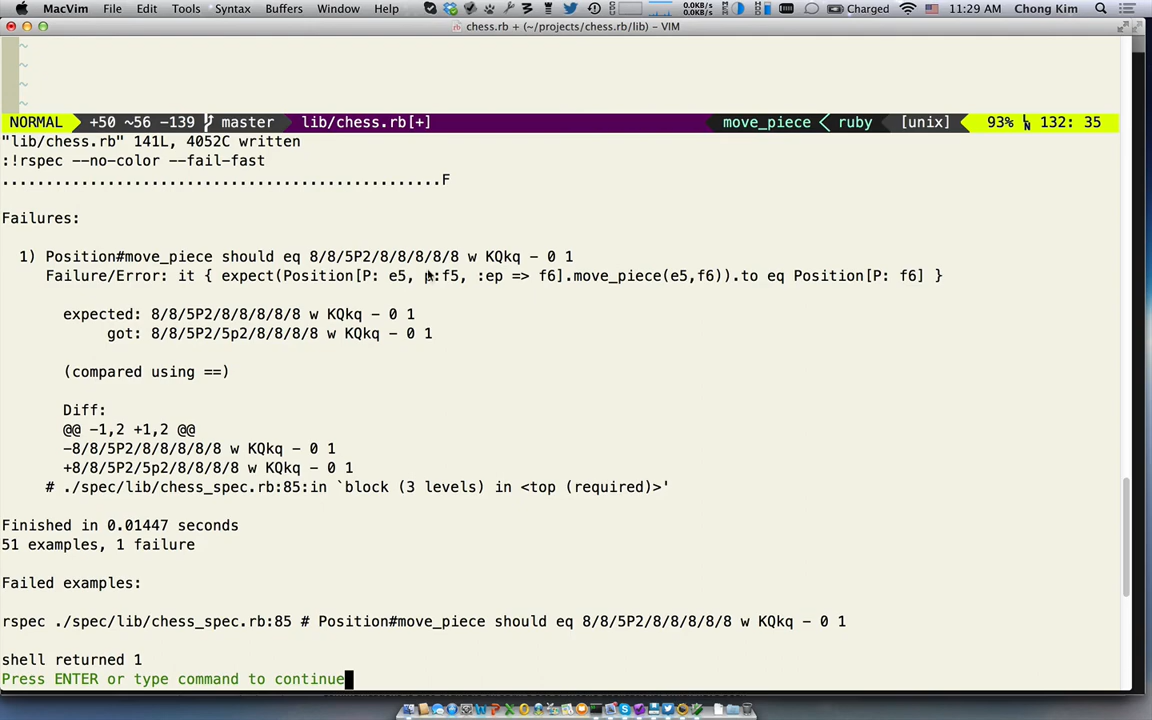 MacVim File Edit Tools Syntax Buffers Window Help 0.0KB/s 0.0KB/s Charged 11:29 AM Chong Kim
chess.rb + (~/projects/chess.rb/lib) – VIM
~
~
~
~
NORMAL +50 ~56 -139 master lib/chess.rb[+] move_piece < ruby [unix] 93% 132: 35
"lib/chess.rb" 141L, 4052C written
:!rspec --no-color --fail-fast
..................................................F
Failures:
1) Position#move_piece should eq 8/8/5P2/8/8/8/8/8 w KQkq - 0 1
Failure/Error: it { expect(Position[P: e5, p:f5, :ep => f6].move_piece(e5,f6)).to eq Position[P: f6] }
expected: 8/8/5P2/8/8/8/8/8 w KQkq - 0 1
got: 8/8/5P2/5p2/8/8/8/8 w KQkq - 0 1
(compared using ==)
Diff:
@@ -1,2 +1,2 @@
-8/8/5P2/8/8/8/8/8 w KQkq - 0 1
+8/8/5P2/5p2/8/8/8/8 w KQkq - 0 1
# ./spec/lib/chess_spec.rb:85:in `block (3 levels) in <top (required)>'
Finished in 0.01447 seconds
51 examples, 1 failure
Failed examples:
rspec ./spec/lib/chess_spec.rb:85 # Position#move_piece should eq 8/8/5P2/8/8/8/8/8 w KQkq - 0 1
shell returned 1
Press ENTER or type command to continue